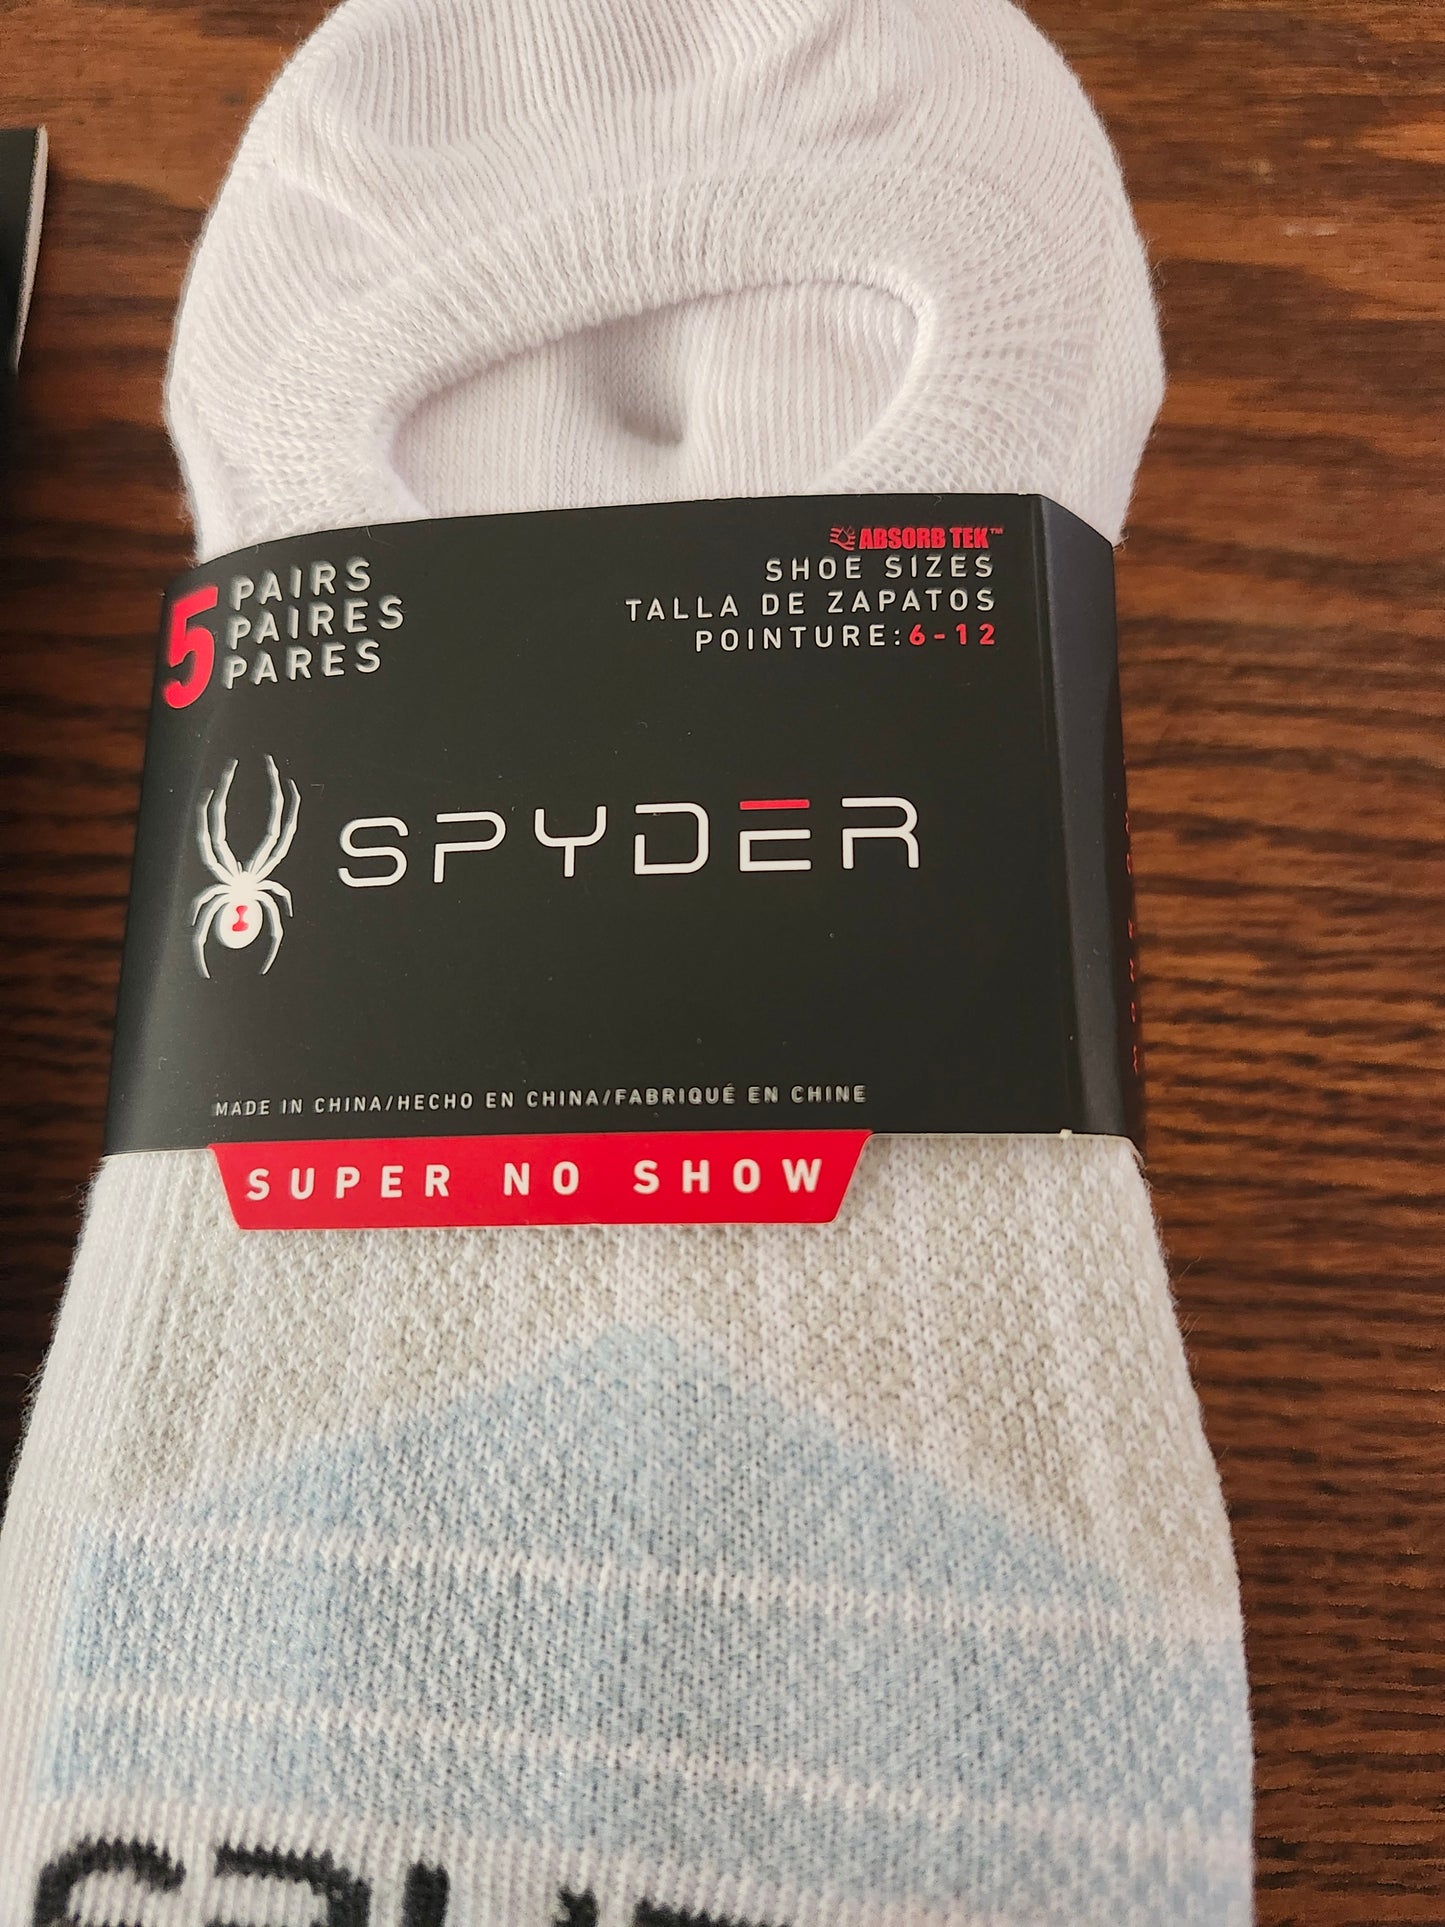 5 PAIRS
PAIRES
PARES
ABSORB TEK™
SHOE SIZES
TALLA DE ZAPATOS
POINTURE:6-12
SPYDER
MADE IN CHINA/HECHO EN CHINA/FABRIQUÉ EN CHINE
SUPER NO SHOW